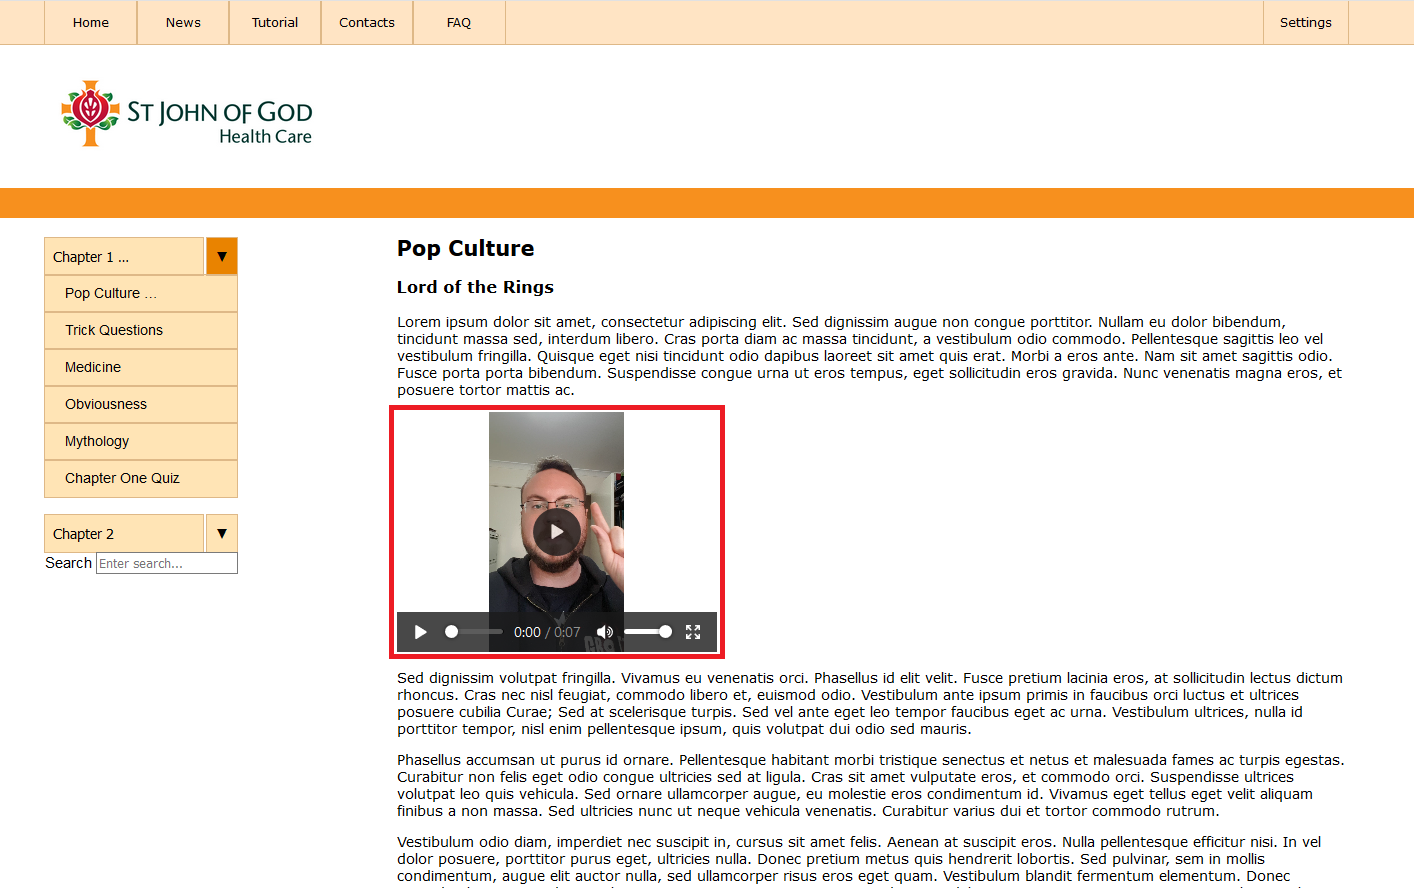 Home
News
Tutorial
Contacts
FAQ
Settings
ST JOHN OF GOD
Health Care
Chapter 1 ...
▼
Pop Culture ...
Trick Questions
Medicine
Obviousness
Mythology
Chapter One Quiz
Chapter 2
▼
Search Enter search...
Pop Culture
Lord of the Rings
Lorem ipsum dolor sit amet, consectetur adipiscing elit. Sed dignissim augue non congue porttitor. Nullam eu dolor bibendum,
tincidunt massa sed, interdum libero. Cras porta diam ac massa tincidunt, a vestibulum odio commodo. Pellentesque sagittis leo vel
vestibulum fringilla. Quisque eget nisi tincidunt odio dapibus laoreet sit amet quis erat. Morbi a eros ante. Nam sit amet sagittis odio.
Fusce porta porta bibendum. Suspendisse congue urna ut eros tempus, eget sollicitudin eros gravida. Nunc venenatis magna eros, et
posuere tortor mattis ac.
0:00 / 0:07
Sed dignissim volutpat fringilla. Vivamus eu venenatis orci. Phasellus id elit velit. Fusce pretium lacinia eros, at sollicitudin lectus dictum
rhoncus. Cras nec nisl feugiat, commodo libero et, euismod odio. Vestibulum ante ipsum primis in faucibus orci luctus et ultrices
posuere cubilia Curae; Sed at scelerisque turpis. Sed vel ante eget leo tempor faucibus eget ac urna. Vestibulum ultrices, nulla id
porttitor tempor, nisl enim pellentesque ipsum, quis volutpat dui odio sed mauris.
Phasellus accumsan ut purus id ornare. Pellentesque habitant morbi tristique senectus et netus et malesuada fames ac turpis egestas.
Curabitur non felis eget odio congue ultricies sed at ligula. Cras sit amet vulputate eros, et commodo orci. Suspendisse ultrices
volutpat leo quis vehicula. Sed ornare ullamcorper augue, eu molestie eros condimentum id. Vivamus eget tellus eget velit aliquam
finibus a non massa. Sed ultricies nunc ut neque vehicula venenatis. Curabitur varius dui et tortor commodo rutrum.
Vestibulum odio diam, imperdiet nec suscipit in, cursus sit amet felis. Aenean at suscipit eros. Nulla pellentesque efficitur nisi. In vel
dolor posuere, porttitor purus eget, ultricies nulla. Donec pretium metus quis hendrerit lobortis. Sed pulvinar, sem in mollis
condimentum, augue elit auctor nulla, sed ullamcorper risus eros eget quam. Vestibulum blandit fermentum elementum. Donec